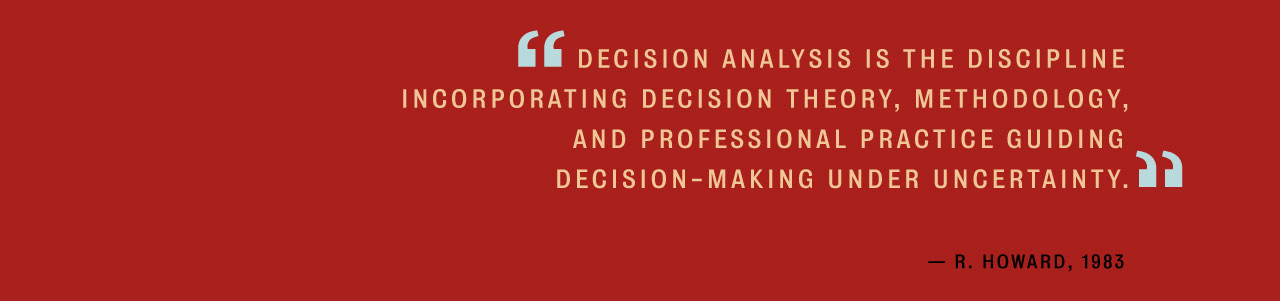 “ DECISION ANALYSIS IS THE DISCIPLINE
INCORPORATING DECISION THEORY, METHODOLOGY,
AND PROFESSIONAL PRACTICE GUIDING
DECISION–MAKING UNDER UNCERTAINTY. ”
— R. HOWARD, 1983